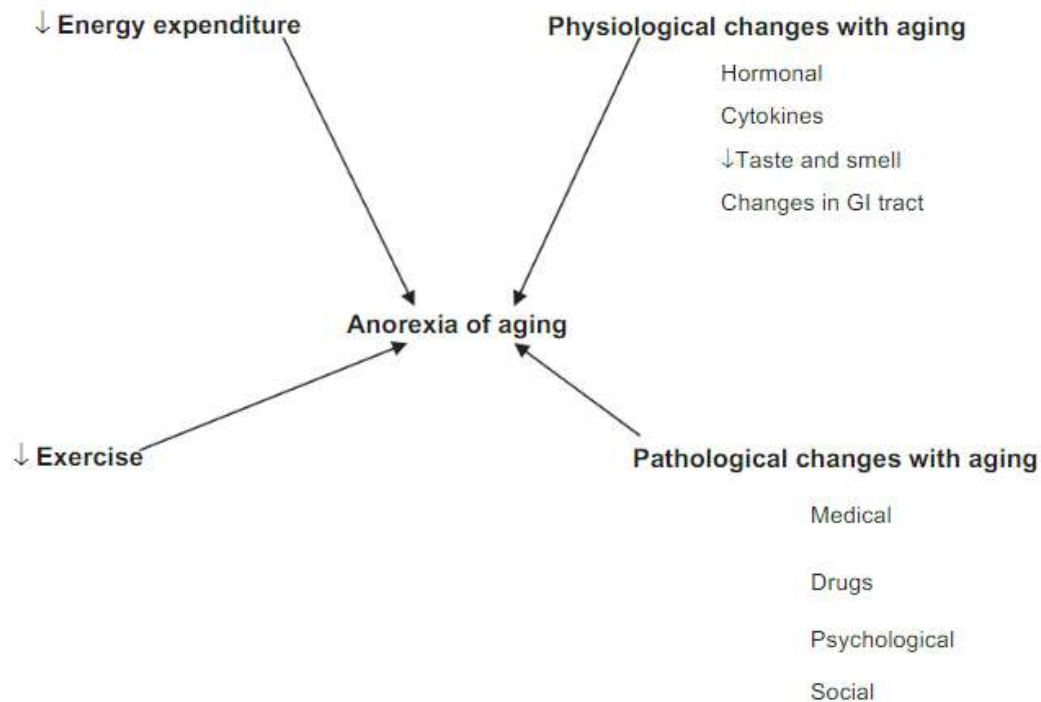 ↓ Energy expenditure
Physiological changes with aging
Hormonal
Cytokines
↓Taste and smell
Changes in GI tract
Anorexia of aging
↓ Exercise
Pathological changes with aging
Medical
Drugs
Psychological
Social